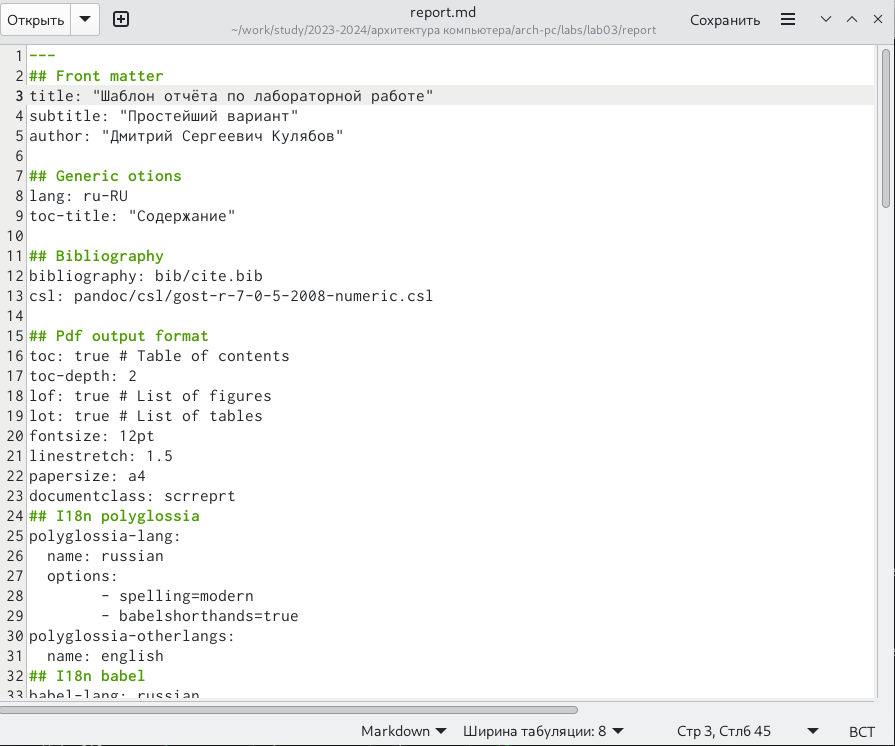 Открыть
report.md
~/work/study/2023-2024/архитектура компьютера/arch-pc/labs/lab03/report
Сохранить
1 ---
2 ## Front matter
3 title: "Шаблон отчёта по лабораторной работе"
4 subtitle: "Простейший вариант"
5 author: "Дмитрий Сергеевич Кулябов"
6
7 ## Generic otions
8 lang: ru-RU
9 toc-title: "Содержание"
10
11 ## Bibliography
12 bibliography: bib/cite.bib
13 csl: pandoc/csl/gost-r-7-0-5-2008-numeric.csl
14
15 ## Pdf output format
16 toc: true # Table of contents
17 toc-depth: 2
18 lof: true # List of figures
19 lot: true # List of tables
20 fontsize: 12pt
21 linestretch: 1.5
22 papersize: a4
23 documentclass: scrreprt
24 ## I18n polyglossia
25 polyglossia-lang:
26   name: russian
27   options:
28         - spelling=modern
29         - babelshorthands=true
30 polyglossia-otherlangs:
31   name: english
32 ## I18n babel
33 babel-lang: russian
Markdown
Ширина табуляции: 8
Стр 3, Стлб 45
ВСТ